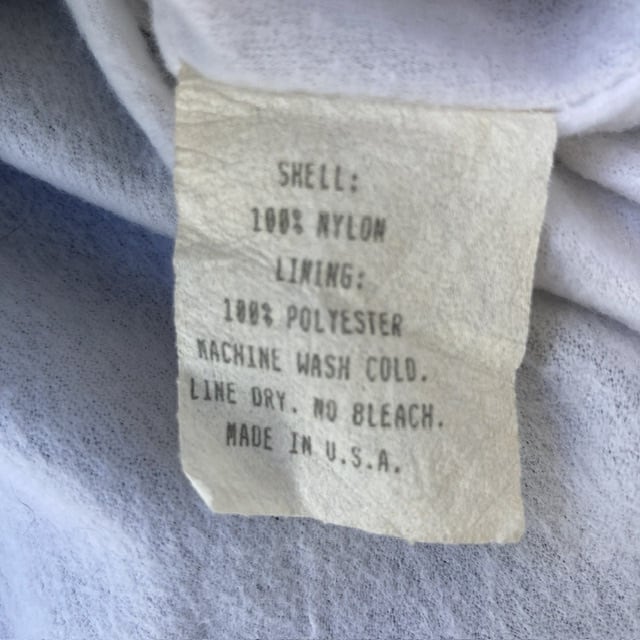 SHELL:
100% NYLON
LINING:
100% POLYESTER
MACHINE WASH COLD.
LINE DRY. NO BLEACH.
MADE IN U.S.A.